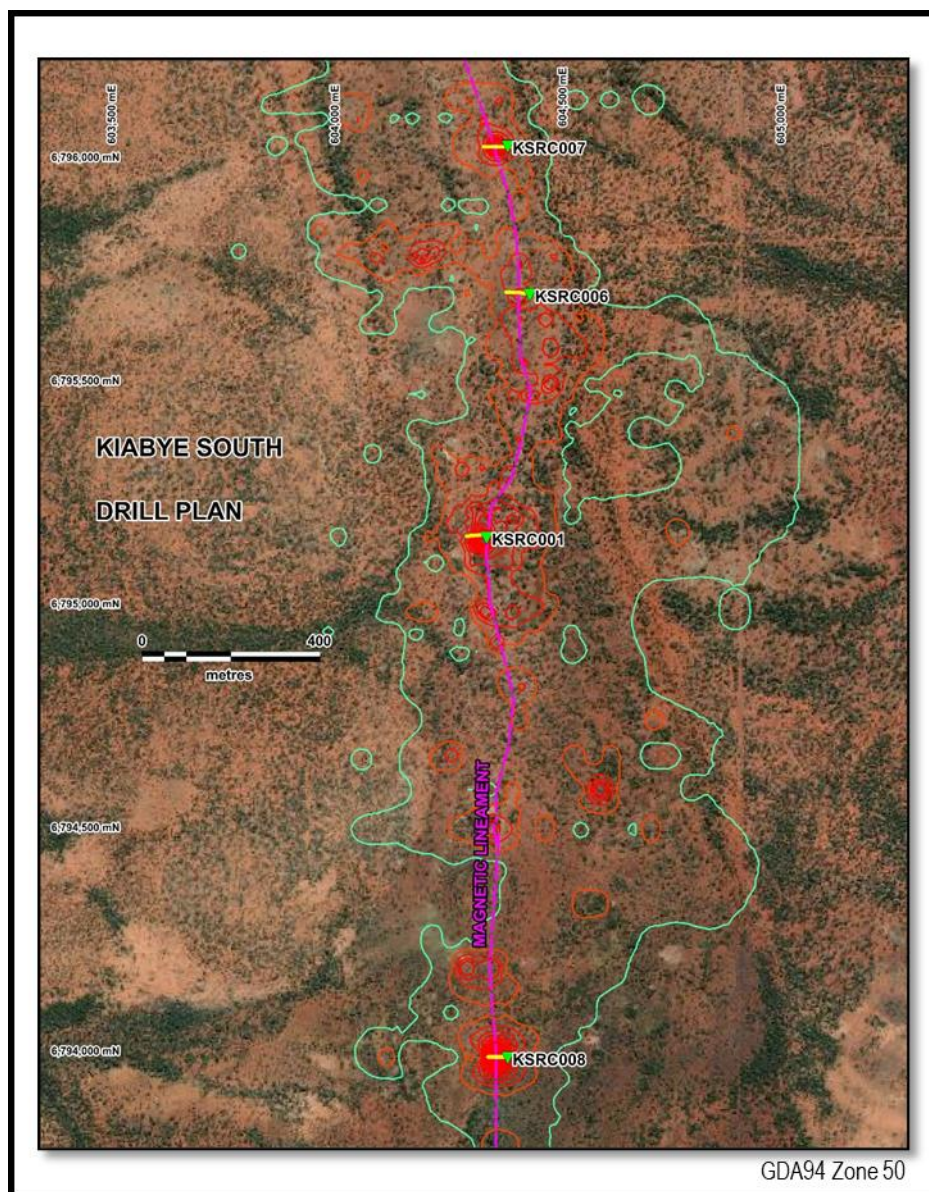 603,500 mE
604,000 mE
604,500 mE
605,000 mE
6,796,000 mN
KSRC007
KSRC006
6,795,500 mN
KIABYE SOUTH
DRILL PLAN
KSRC001
6,795,000 mN
0 400
metres
MAGNETIC LINEAMENT
6,794,500 mN
6,794,000 mN
KSRC008
GDA94 Zone 50